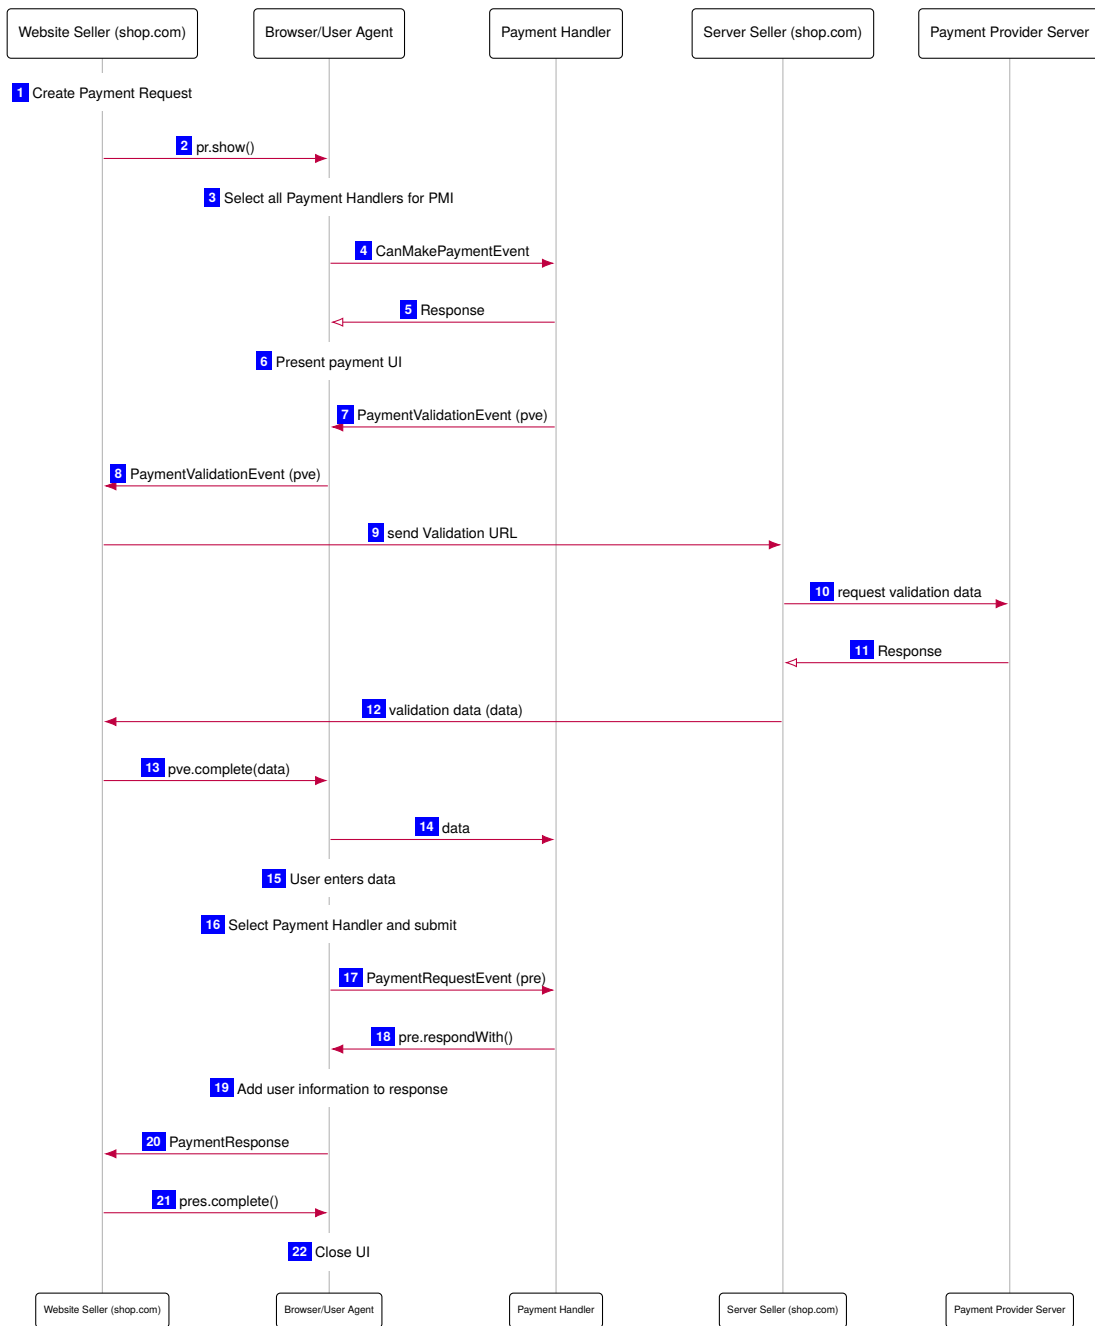 Website Seller (shop.com)
Browser/User Agent
Payment Handler
Server Seller (shop.com)
Payment Provider Server
1 Create Payment Request
2 pr.show()
3 Select all Payment Handlers for PMI
4 CanMakePaymentEvent
5 Response
6 Present payment UI
7 PaymentValidationEvent (pve)
8 PaymentValidationEvent (pve)
9 send Validation URL
10 request validation data
11 Response
12 validation data (data)
13 pve.complete(data)
14 data
15 User enters data
16 Select Payment Handler and submit
17 PaymentRequestEvent (pre)
18 pre.respondWith()
19 Add user information to response
20 PaymentResponse
21 pres.complete()
22 Close UI
Website Seller (shop.com)
Browser/User Agent
Payment Handler
Server Seller (shop.com)
Payment Provider Server